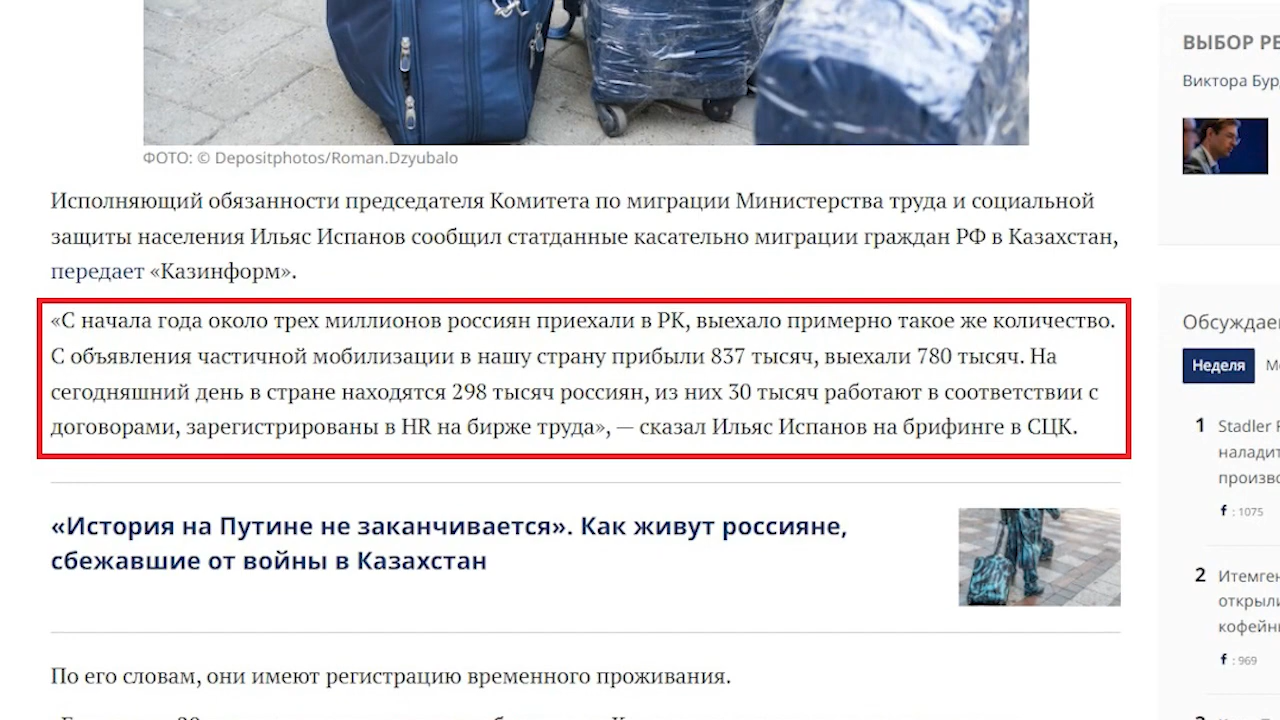 ФОТО: © Depositphotos/Roman.Dzyubalo
Исполняющий обязанности председателя Комитета по миграции Министерства труда и социальной
защиты населения Ильяс Испанов сообщил статданные касательно миграции граждан РФ в Казахстан,
передает «Казинформ».
«С начала года около трех миллионов россиян приехали в РК, выехало примерно такое же количество.
С объявления частичной мобилизации в нашу страну прибыли 837 тысяч, выехали 780 тысяч. На
сегодняшний день в стране находятся 298 тысяч россиян, из них 30 тысяч работают в соответствии с
договорами, зарегистрированы в HR на бирже труда», — сказал Ильяс Испанов на брифинге в СЦК.
«История на Путине не заканчивается». Как живут россияне,
сбежавшие от войны в Казахстан
По его словам, они имеют регистрацию временного проживания.
ВЫБОР РЕ
Виктора Бур
Обсуждае
Неделя
1 Stadler
наладит
произво
f : 1075
2 Итемген
открыли
кофейн
f : 969